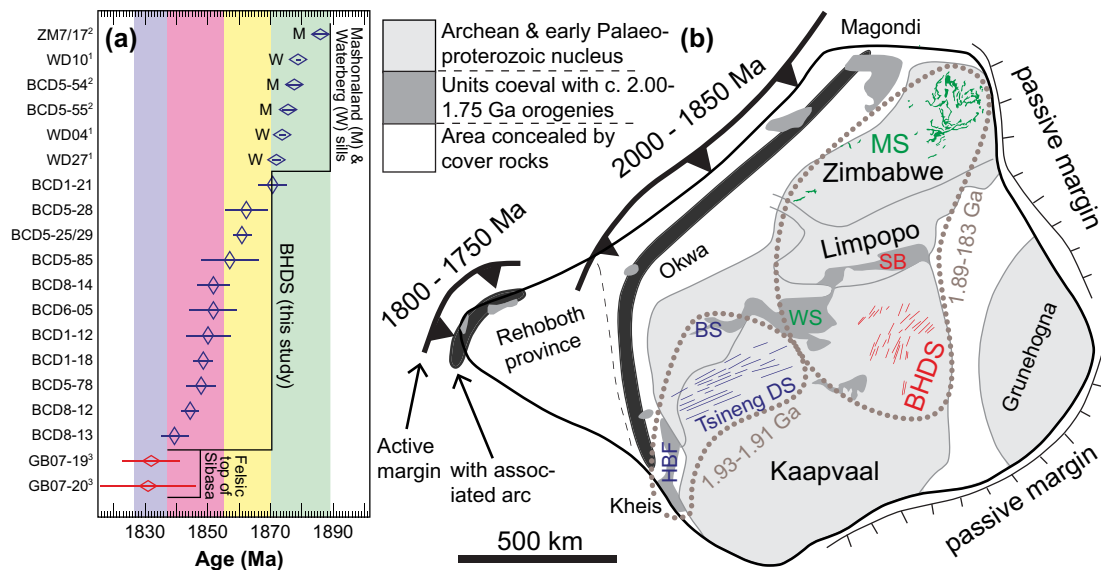 (a)
ZM7/17²
WD10¹
BCD5-54²
BCD5-55²
WD04¹
WD27¹
BCD1-21
BCD5-28
BCD5-25/29
BCD5-85
BCD8-14
BCD6-05
BCD1-12
BCD1-18
BCD5-78
BCD8-12
BCD8-13
GB07-19³
GB07-20³
M
W
M
M
W
W
Mashonaland (M) &
Waterberg (W) sills
BHDS (this study)
Felsic
top of
Sibasa
1830
1850
1870
1890
Age (Ma)
Archean & early Palaeo-
proterozoic nucleus
Units coeval with c. 2.00-
1.75 Ga orogenies
Area concealed by
cover rocks
(b)
Magondi
2000 - 1850 Ma
passive margin
MS
Zimbabwe
1800 - 1750 Ma
Okwa
Limpopo
SB
1.89-183 Ga
Rehoboth
province
BS
WS
BHDS
Grunehogna
Tsineng DS
1.93-1.91 Ga
HBF
Kaapvaal
Kheis
Active
margin
with assoc-
iated arc
passive margin
500 km